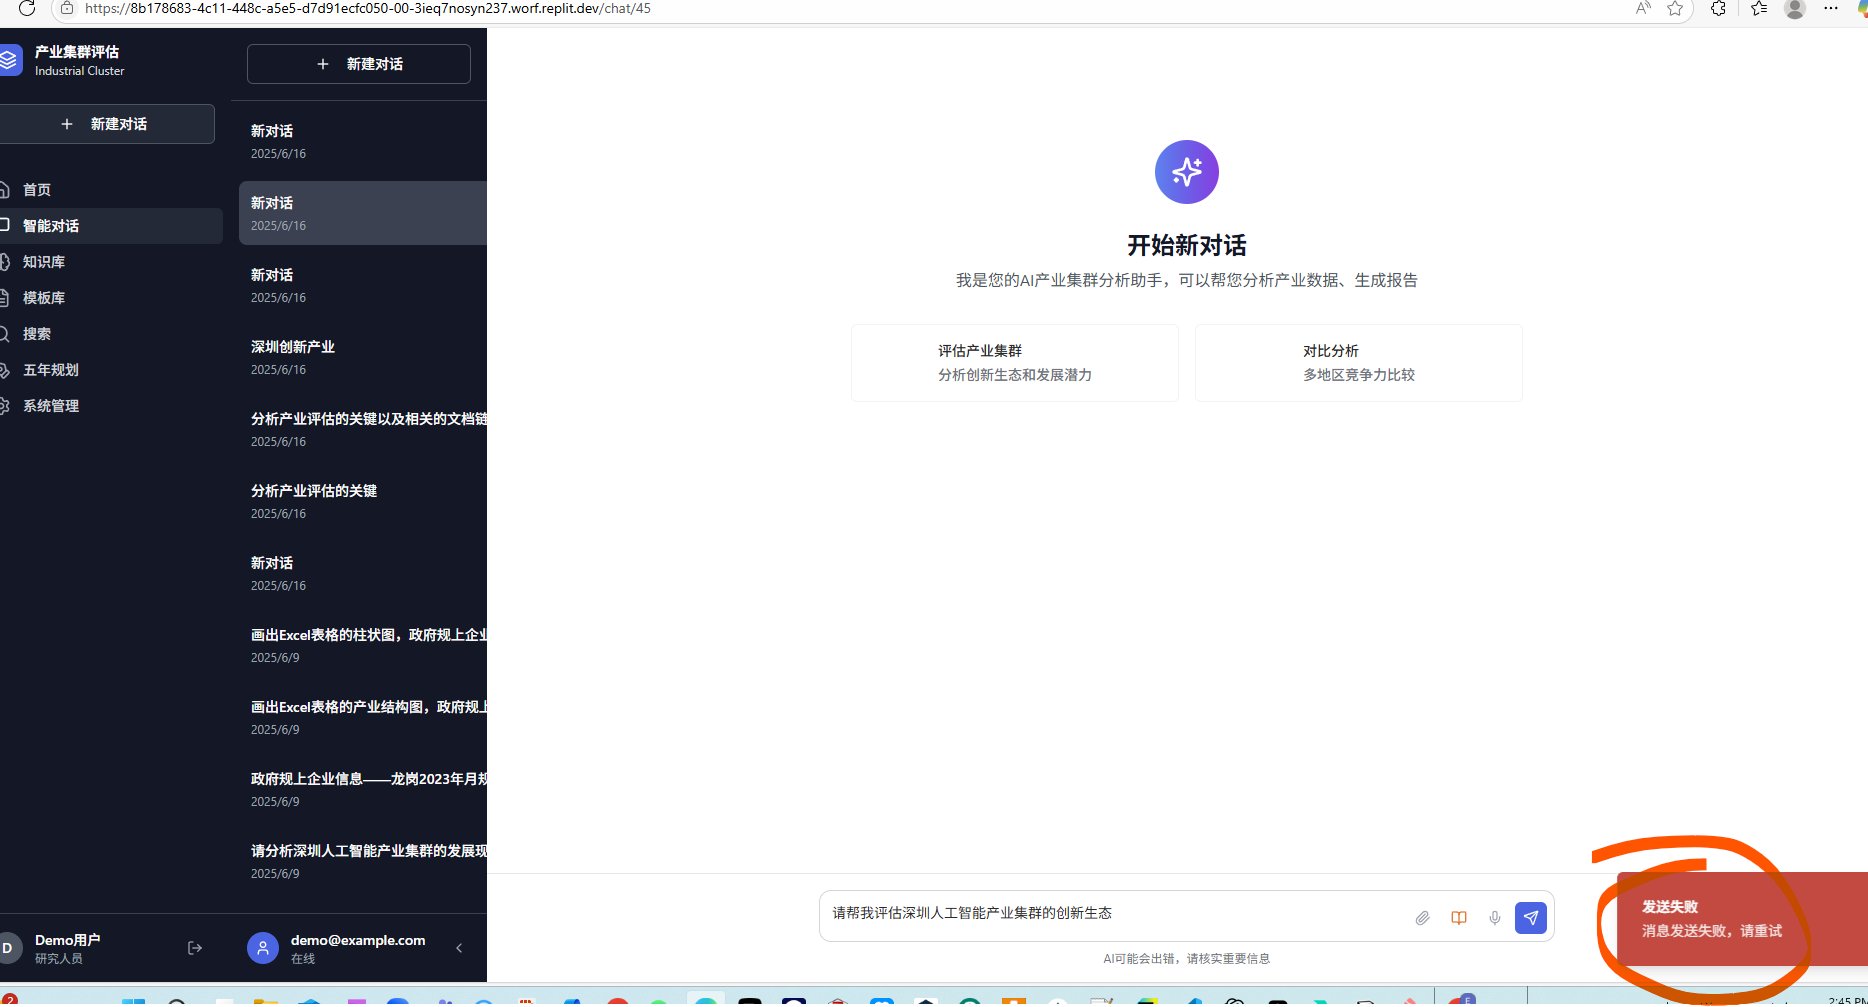 https://8b178683-4c11-448c-a5e5-d7d91ecfc050-00-3ieq7nosyn237.worf.replit.dev/chat/45
产业集群评估
Industrial Cluster
新建对话
首页
智能对话
知识库
模板库
搜索
五年规划
系统管理
D
Demo用户
研究人员
新建对话
新对话
2025/6/16
新对话
2025/6/16
新对话
2025/6/16
深圳创新产业
2025/6/16
分析产业评估的关键以及相关的文档链
2025/6/16
分析产业评估的关键
2025/6/16
新对话
2025/6/16
画出Excel表格的柱状图，政府规上企业
2025/6/9
画出Excel表格的产业结构图，政府规上
2025/6/9
政府规上企业信息——龙岗2023年月规
2025/6/9
请分析深圳人工智能产业集群的发展现
2025/6/9
demo@example.com
在线
开始新对话
我是您的AI产业集群分析助手，可以帮您分析产业数据、生成报告
评估产业集群
分析创新生态和发展潜力
对比分析
多地区竞争力比较
请帮我评估深圳人工智能产业集群的创新生态
AI可能会出错，请核实重要信息
发送失败
消息发送失败，请重试
2
2:45 PM